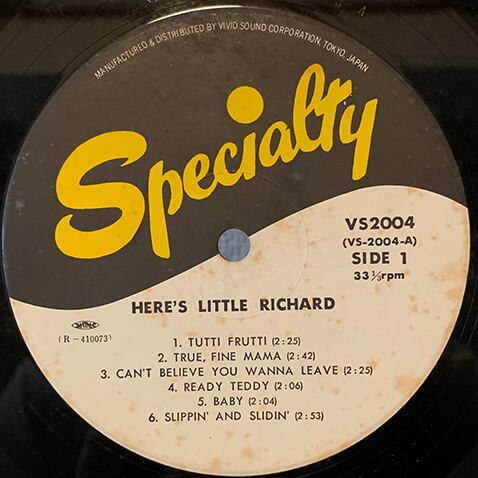 MANUFACTURED & DISTRIBUTED BY VIVID SOUND CORPORATION, TOKYO, JAPAN
Specialty
VS2004
(VS-2004-A)
SIDE 1
33 ⅓rpm
HERE'S LITTLE RICHARD
(R-410073)
1. TUTTI FRUTTI (2:25)
2. TRUE, FINE MAMA (2:42)
3. CAN'T BELIEVE YOU WANNA LEAVE (2:25)
4. READY TEDDY (2:06)
5. BABY (2:04)
6. SLIPPIN' AND SLIDIN' (2:53)